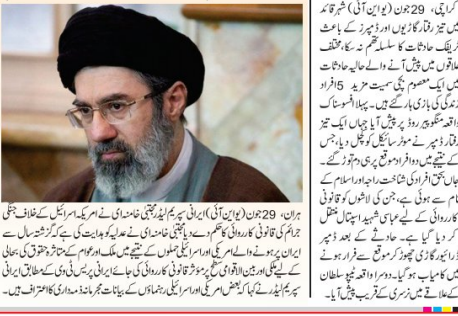 کراچی، 29جون (یو این آئی) شہر قائد
میں تیز رفتار گاڑیوں اور ڈمپرز کے باعث
ٹریفک حادثات کا سلسلہ تھم نہ سکا، مختلف
علاقوں میں پیش آنے والے حالیہ حادثات
میں ایک معصوم بچی سمیت مزید 5افراد
زندگی کی بازی ہار گئے ہیں۔ پہلا افسوسناک
واقعہ منگھوپیر روڈ پر پیش آیا جہاں ایک تیز
رفتار ڈمپر نے موٹر سائیکل کو کچل دیا، جس
کے نتیجے میں دو افراد موقع پر ہی دم توڑ گئے۔
جاں بحق افراد کی شناخت راجہ اور اسلام کے
نام سے ہوئی ہے، جن کی لاشوں کو قانونی
کارروائی کے لیے عباسی شہید اسپتال منتقل
کر دیا گیا ہے۔ حادثے کے بعد ڈمپر
ڈرائیور گاڑی چھوڑ کر موقع سے فرار ہونے
میں کامیاب ہو گیا۔ دوسرا واقعہ ٹیپو سلطان
کے علاقے میں نرسری کے قریب پیش آیا۔
تہران، 29جون (یو این آئی) ایرانی سپریم لیڈر مجتبیٰ خامنہ ای نے امریکہ۔ اسرائیل کے خلاف جنگی
جرائم کی قانونی کارروائی کا حکم دے دیا مجتبیٰ خامنہ ای نے عدلیہ کو ہدایت کی ہے کہ گزشتہ سال سے
ایران پر ہونے والے امریکی اور اسرائیلی حملوں کے نتیجے میں ملک اور عوام کے متاثرہ حقوق کی بحالی
کے لیے ملکی اور بین الاقوامی سطح پر مؤثر قانونی کارروائی کی جائے ایرانی پریس ٹی وی کے مطابق ایرانی
سپریم لیڈر نے کہا کہ بعض امریکی اور اسرائیلی رہنماؤں کے بیانات مجرمانہ ذمہ داری کا اعتراف ہیں۔